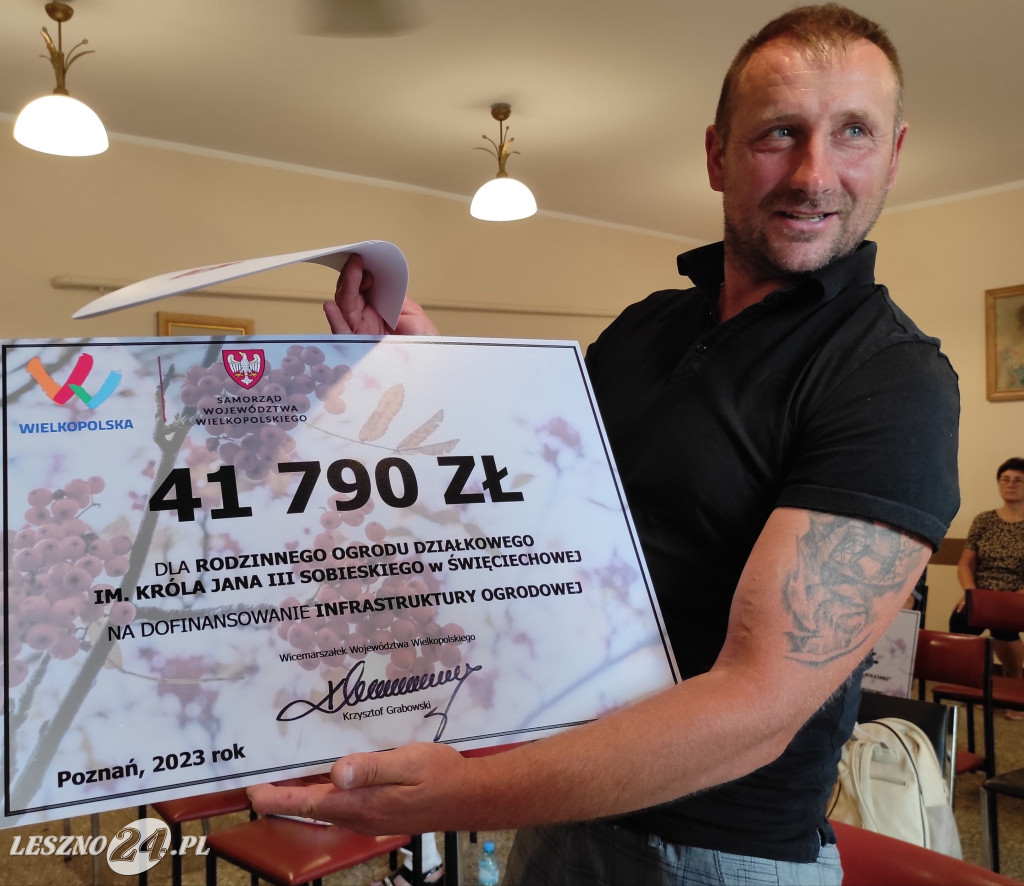 WIELKOPOLSKA
SAMORZĄD
WOJEWÓDZTWA
WIELKOPOLSKIEGO
41 790 ZŁ
DLA RODZINNEGO OGRODU DZIAŁKOWEGO
IM. KRÓLA JANA III SOBIESKIEGO w ŚWIĘCIECHOWEJ
NA DOFINANSOWANIE INFRASTRUKTURY OGRODOWEJ
Wicemarszałek Województwa Wielkopolskiego
Krzysztof Grabowski
Poznań, 2023 rok
LESZNO24.PL